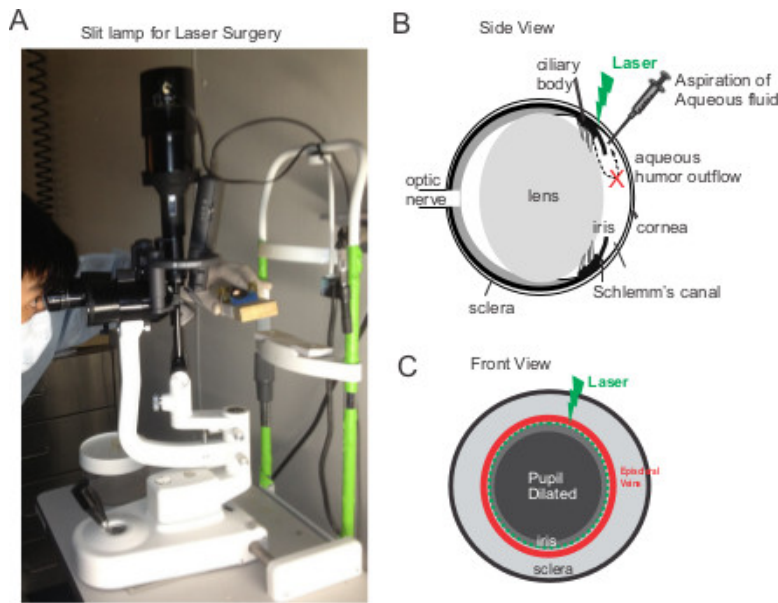 A
Slit lamp for Laser Surgery
B
Side View
ciliary
body
Laser
Aspiration of
Aqueous fluid
aqueous
humor outflow
optic
nerve
lens
iris
cornea
Schlemm's canal
sclera
C
Front View
Laser
Pupil
Dilated
Episcleral
Veins
iris
sclera